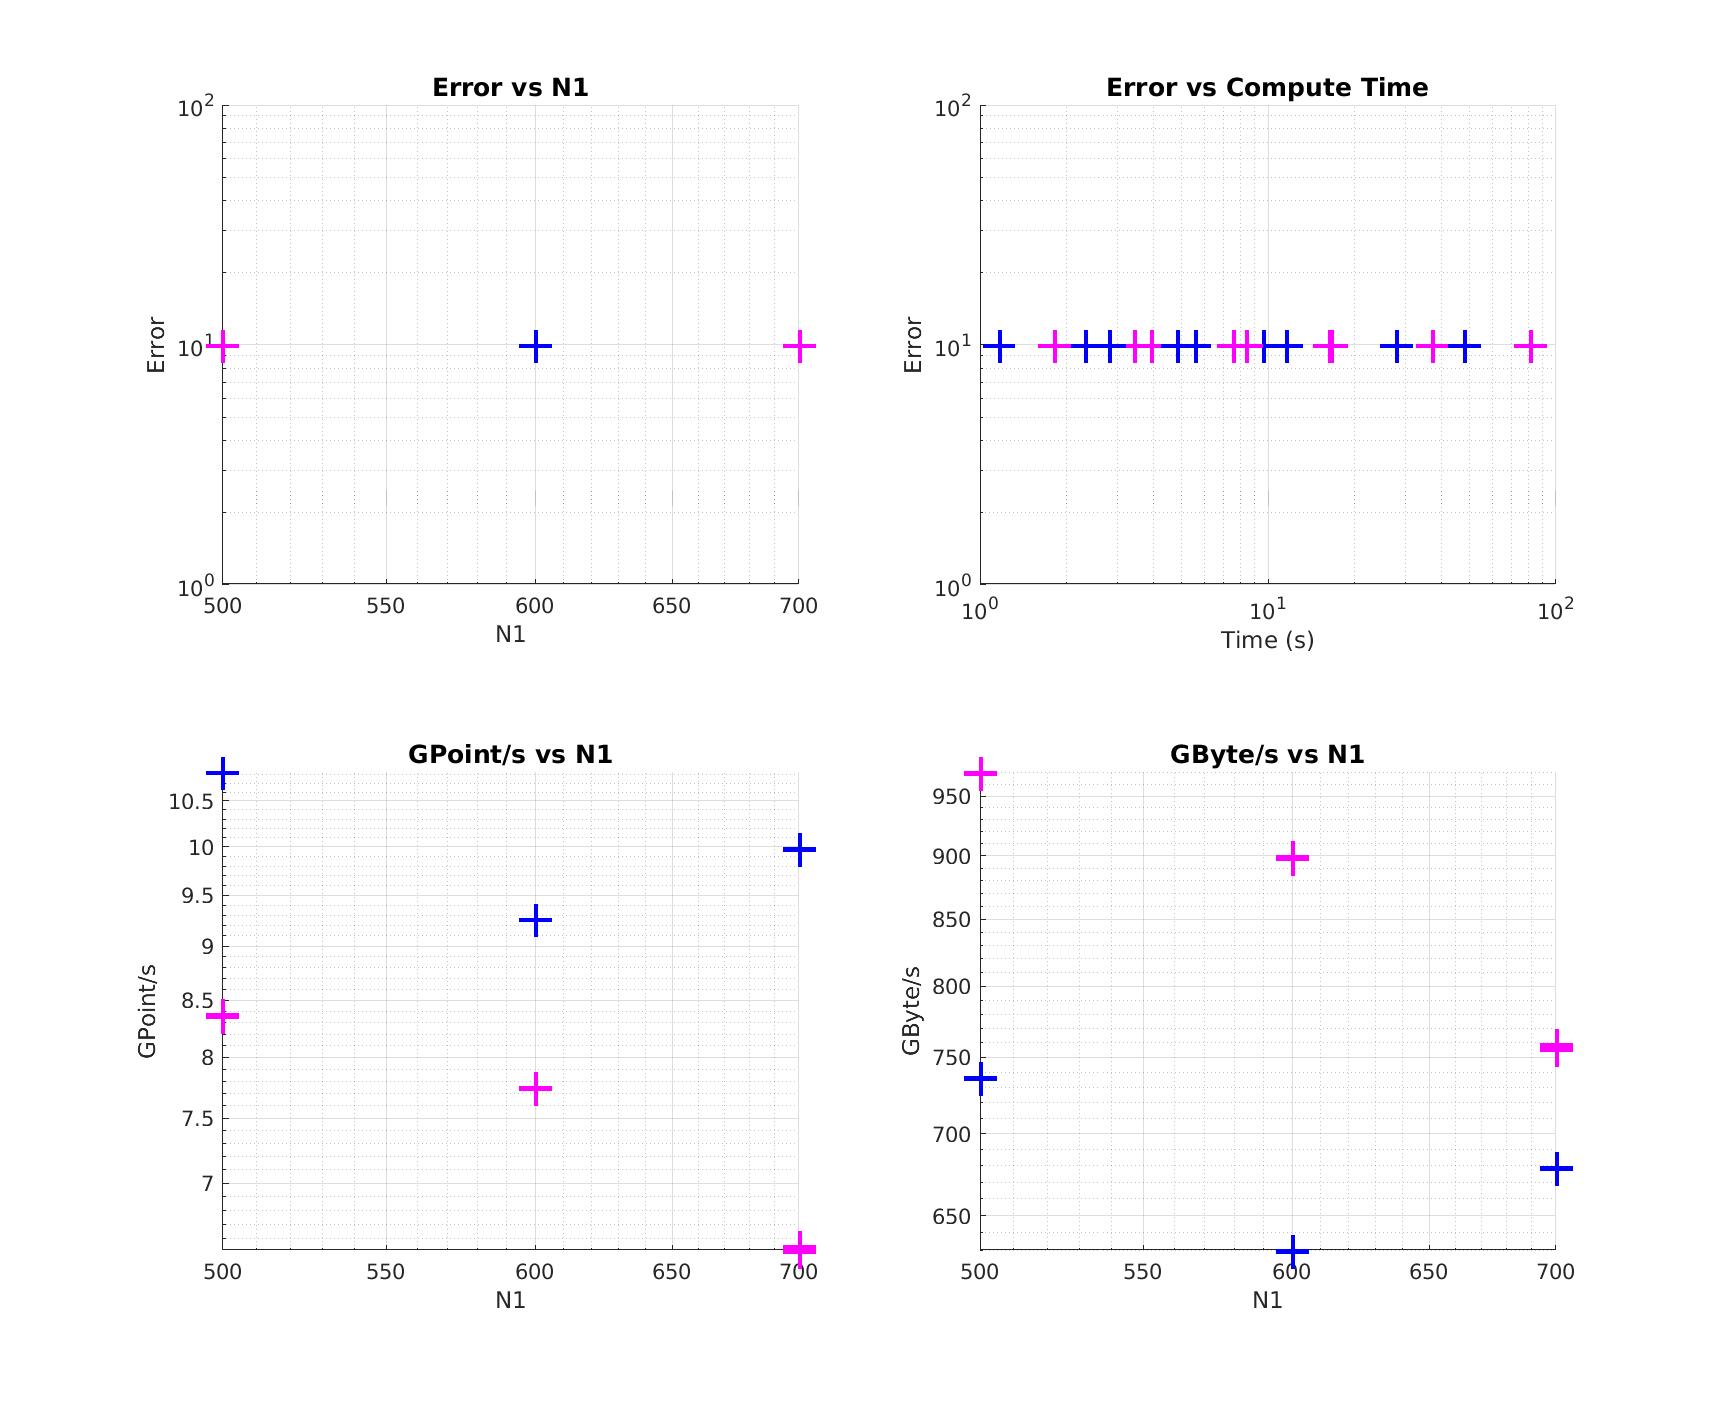 Error vs N1
10^2
10^1
10^0
Error
500 550 600 650 700
N1
Error vs Compute Time
10^2
10^1
10^0
Error
10^0 10^1 10^2
Time (s)
GPoint/s vs N1
10.5
10
9.5
9
8.5
8
7.5
7
GPoint/s
500 550 600 650 700
N1
GByte/s vs N1
950
900
850
800
750
700
650
GByte/s
500 550 600 650 700
N1